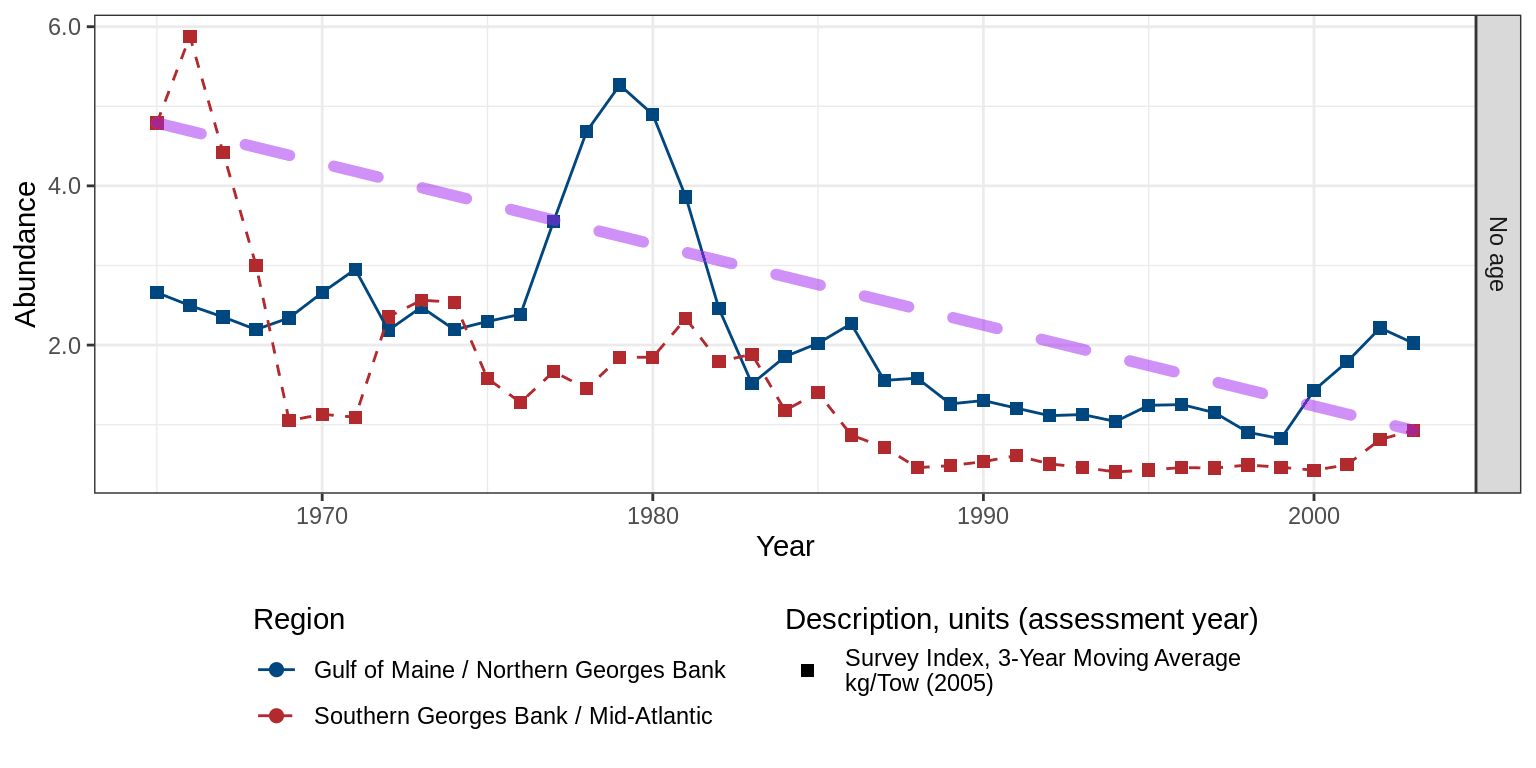 6.0
4.0
2.0
Abundance
No age
1970 1980 1990 2000
Year
Region
Gulf of Maine / Northern Georges Bank
Southern Georges Bank / Mid-Atlantic
Description, units (assessment year)
Survey Index, 3-Year Moving Average
kg/Tow (2005)